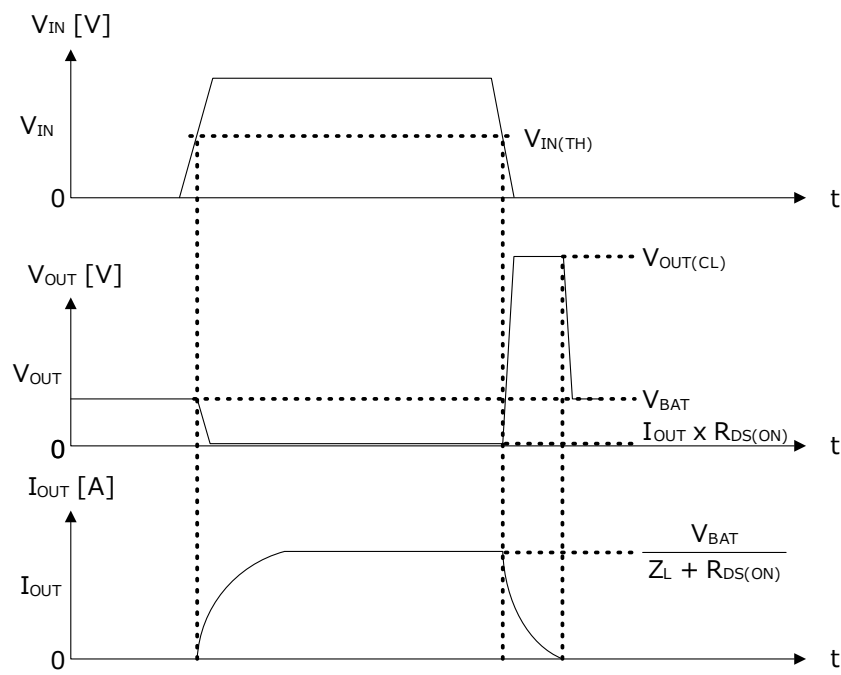 VIN [V]
VIN
VIN(TH)
0
t
VOUT(CL)
VOUT [V]
VOUT
VBAT
IOUT x RDS(ON)
0
t
IOUT [A]
VBAT
ZL + RDS(ON)
IOUT
0
t